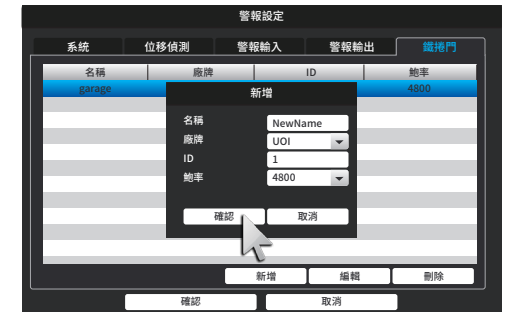 警報設定
系統 位移偵測 警報輸入 警報輸出 鐵捲門
名稱 廠牌 ID 鮑率
garage 4800
新增
名稱 NewName
廠牌 UOI
ID 1
鮑率 4800
確認 取消
新增 編輯 刪除
確認 取消